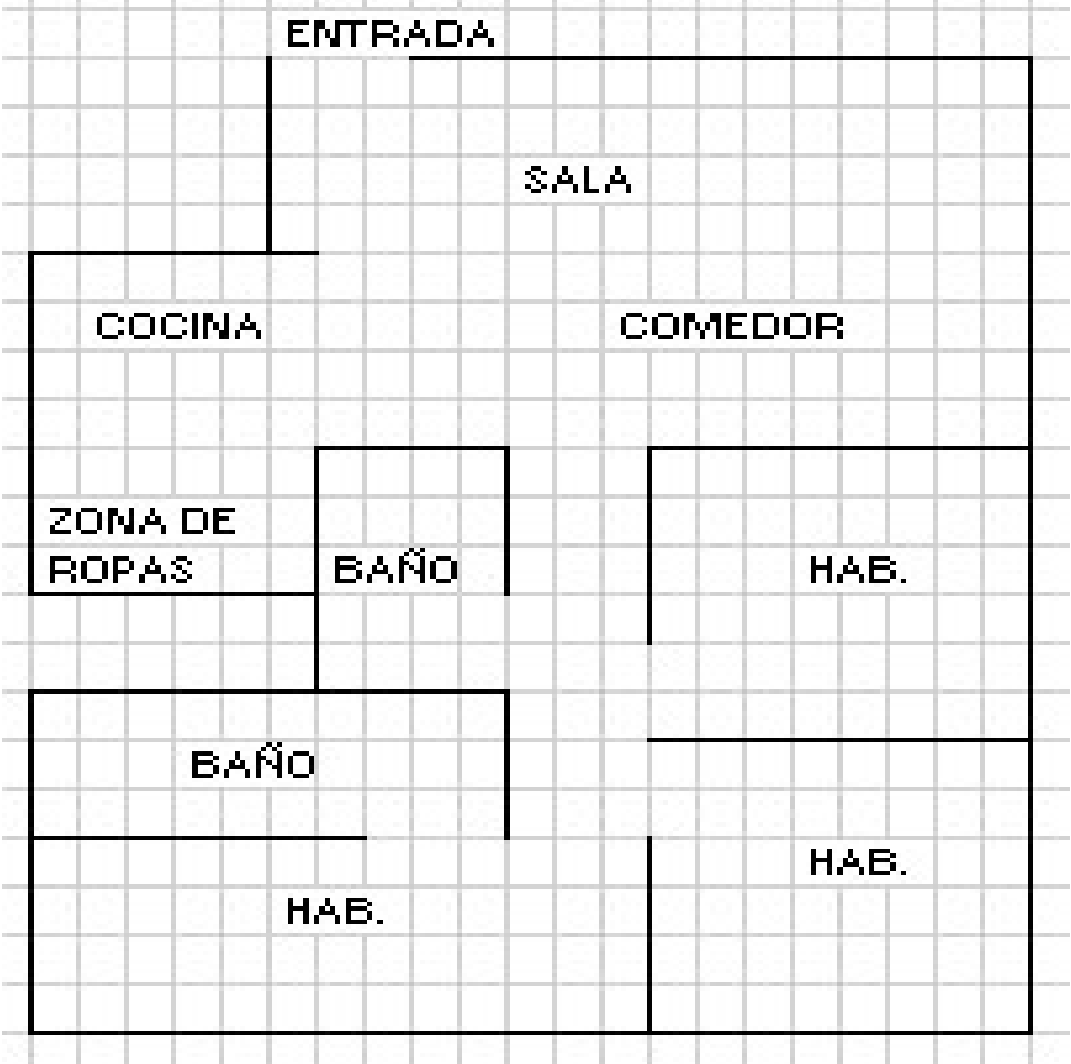 ENTRADA
SALA
COCINA
COMEDOR
ZONA DE
ROPAS
BAÑO
HAB.
BAÑO
HAB.
HAB.